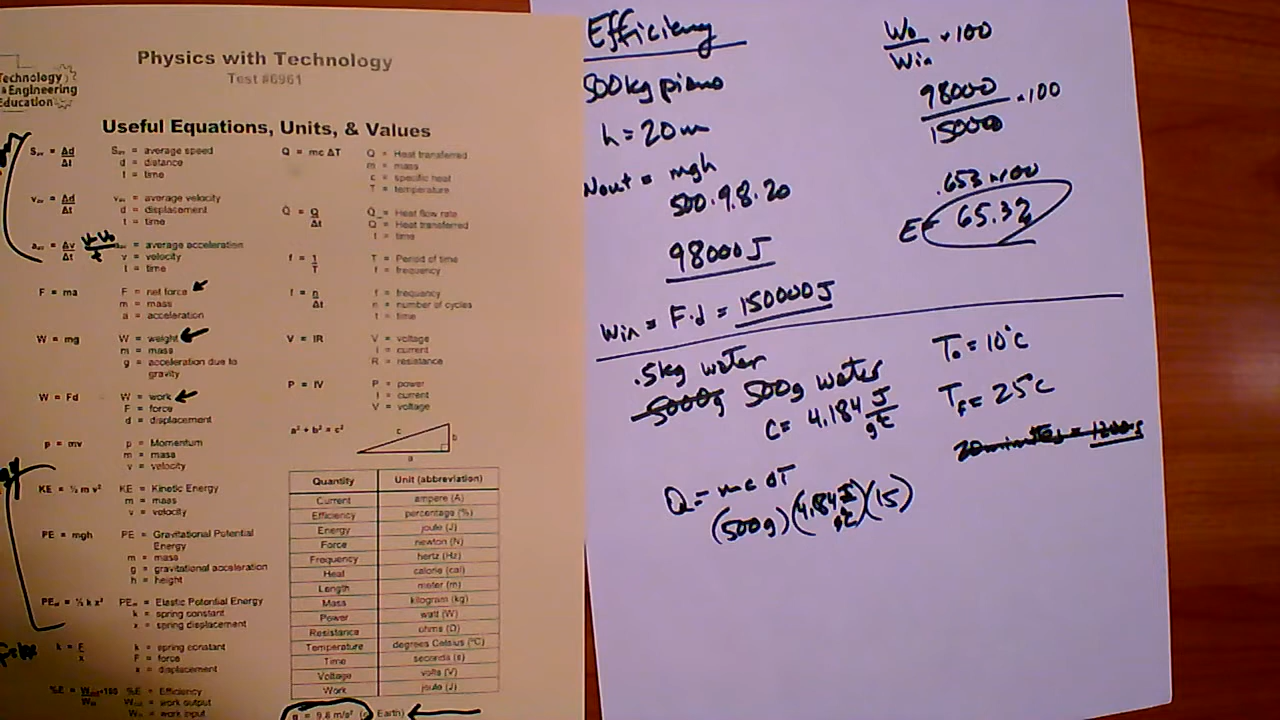 Physics with Technology
Test #6961
Technology
& Engineering
Education
Useful Equations, Units, & Values
Sav = Δd/Δt
Sav = average speed
d = distance
t = time
vav = Δd/Δt
vav = average velocity
d = displacement
t = time
aav = Δv/Δt
aav = average acceleration
v = velocity
t = time
F = ma
F = net force
m = mass
a = acceleration
W = mg
W = weight
m = mass
g = acceleration due to
gravity
W = Fd
W = work
F = force
d = displacement
p = mv
p = Momentum
m = mass
v = velocity
KE = ½ m v²
KE = Kinetic Energy
m = mass
v = velocity
PE = mgh
PE = Gravitational Potential
Energy
m = mass
g = gravitational acceleration
h = height
PEel = ½ k x²
PEel = Elastic Potential Energy
k = spring constant
x = spring displacement
k = F/x
k = spring constant
F = force
x = displacement
%E = Wout/Win ×100
%E = Efficiency
Wout = work output
Win = work input
Q = mc ΔT
Q = Heat transferred
m = mass
c = specific heat
T = temperature
Q̇ = Q/Δt
Q̇ = Heat flow rate
Q = Heat transferred
t = time
f = 1/T
T = Period of time
f = frequency
f = n/Δt
f = frequency
n = number of cycles
t = time
V = IR
V = voltage
I = current
R = resistance
P = IV
P = power
I = current
V = voltage
a² + b² = c²
c
b
a
Quantity Unit (abbreviation)
Current ampere (A)
Efficiency percentage (%)
Energy joule (J)
Force newton (N)
Frequency hertz (Hz)
Heat calorie (cal)
Length meter (m)
Mass kilogram (kg)
Power watt (W)
Resistance ohms (Ω)
Temperature degrees Celsius (°C)
Time seconds (s)
Voltage volts (V)
Work joule (J)
g = 9.8 m/s² (Earth)
Efficiency
500kg piano
h = 20m
Wout = mgh
500·9.8·20
98000J
Win = F·d = 150000J
Wo/Win × 100
98000/150000 × 100
.653 × 100
E = 65.3%
.5kg water
5000g 500g water
c = 4.184 J/g°C
To = 10°C
Tf = 25°C
20 minutes = 1200s
Q = mc ΔT
(500g)(4.184 J/g°C)(15)